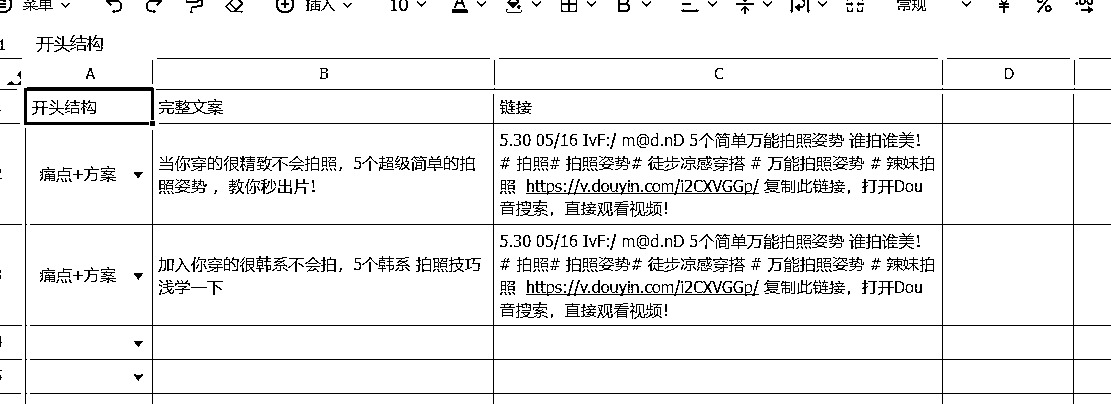 菜单 插入 10 A B 常规 ¥ %
开头结构
A B C D
开头结构 完整文案 链接
痛点+方案
当你穿的很精致不会拍照，5个超级简单的拍
照姿势 ，教你秒出片！
5.30 05/16 IvF:/ m@d.nD 5个简单万能拍照姿势 谁拍谁美！
# 拍照# 拍照姿势# 徒步凉感穿搭 # 万能拍照姿势 # 辣妹拍
照 https://v.douyin.com/i2CXVGGp/ 复制此链接，打开Dou
音搜索，直接观看视频！
痛点+方案
加入你穿的很韩系不会拍，5个韩系 拍照技巧
浅学一下
5.30 05/16 IvF:/ m@d.nD 5个简单万能拍照姿势 谁拍谁美！
# 拍照# 拍照姿势# 徒步凉感穿搭 # 万能拍照姿势 # 辣妹拍
照 https://v.douyin.com/i2CXVGGp/ 复制此链接，打开Dou
音搜索，直接观看视频！